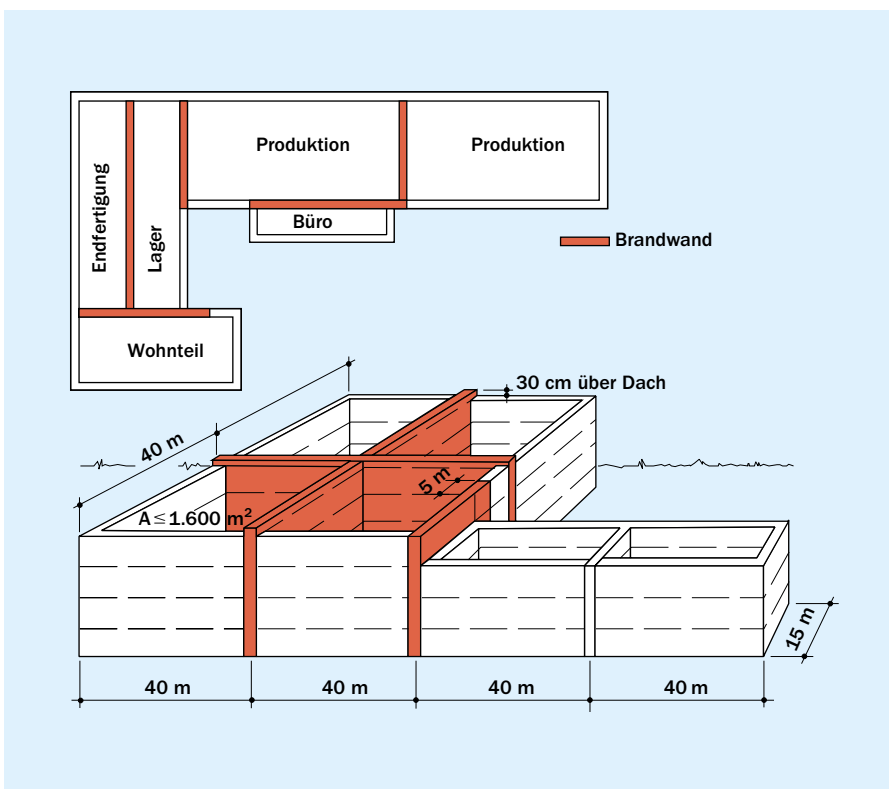 Produktion
Produktion
Endfertigung
Lager
Büro
Brandwand
Wohnteil
30 cm über Dach
40 m
5 m
A ≤ 1.600 m²
15 m
40 m
40 m
40 m
40 m